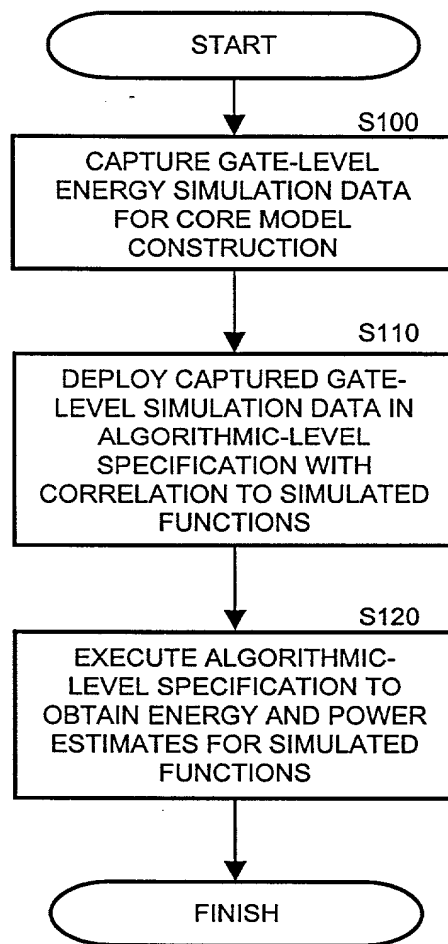 START
S100
CAPTURE GATE-LEVEL
ENERGY SIMULATION DATA
FOR CORE MODEL
CONSTRUCTION
S110
DEPLOY CAPTURED GATE-
LEVEL SIMULATION DATA IN
ALGORITHMIC-LEVEL
SPECIFICATION WITH
CORRELATION TO SIMULATED
FUNCTIONS
S120
EXECUTE ALGORITHMIC-
LEVEL SPECIFICATION TO
OBTAIN ENERGY AND POWER
ESTIMATES FOR SIMULATED
FUNCTIONS
FINISH